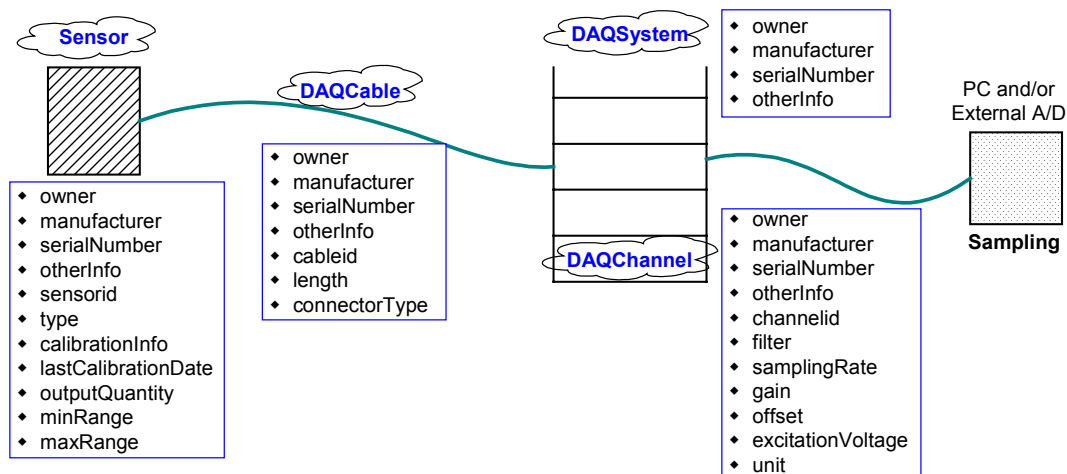 Sensor
owner
manufacturer
serialNumber
otherInfo
sensorid
type
calibrationInfo
lastCalibrationDate
outputQuantity
minRange
maxRange
DAQCable
owner
manufacturer
serialNumber
otherInfo
cableid
length
connectorType
DAQSystem
owner
manufacturer
serialNumber
otherInfo
DAQChannel
owner
manufacturer
serialNumber
otherInfo
channelid
filter
samplingRate
gain
offset
excitationVoltage
unit
PC and/or
External A/D
Sampling